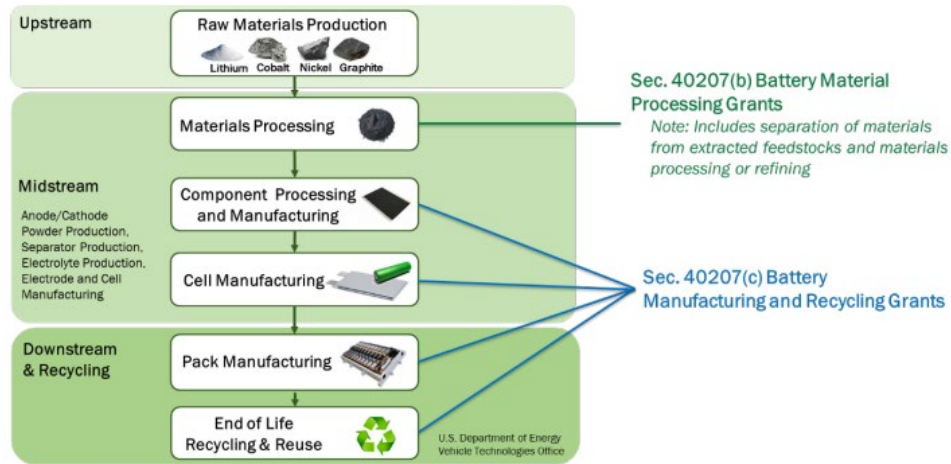 Upstream
Raw Materials Production
Lithium Cobalt Nickel Graphite
Materials Processing
Sec. 40207(b) Battery Material
Processing Grants
Note: Includes separation of materials
from extracted feedstocks and materials
processing or refining
Midstream
Anode/Cathode
Powder Production,
Separator Production,
Electrolyte Production,
Electrode and Cell
Manufacturing
Component Processing
and Manufacturing
Cell Manufacturing
Sec. 40207(c) Battery
Manufacturing and Recycling Grants
Downstream
& Recycling
Pack Manufacturing
End of Life
Recycling & Reuse
U.S. Department of Energy
Vehicle Technologies Office